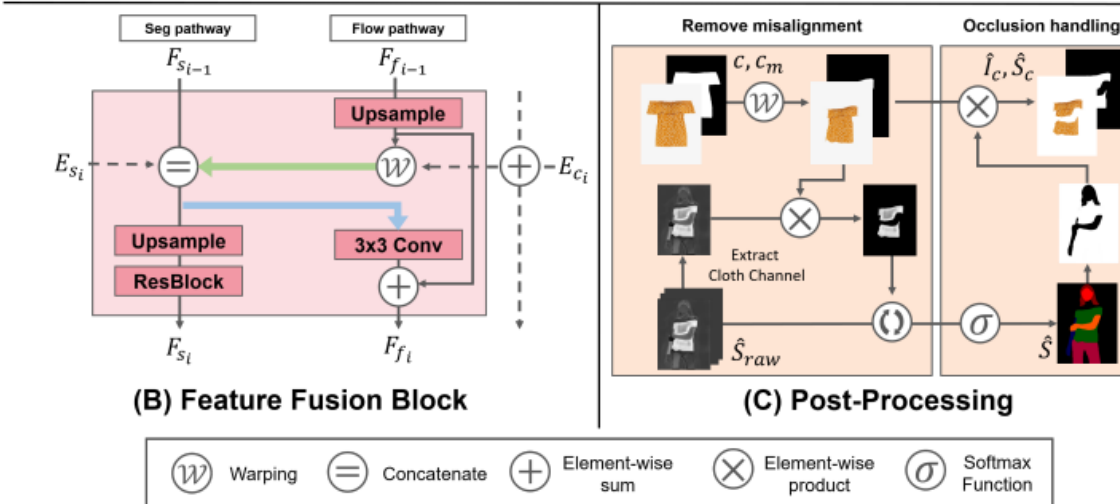 Seg pathway
Flow pathway
F_{s_{i-1}}
F_{f_{i-1}}
Upsample
E_{s_i}
=
W
+
E_{c_i}
Upsample
3x3 Conv
ResBlock
+
F_{s_i}
F_{f_i}
(B) Feature Fusion Block
Remove misalignment
Occlusion handling
c, c_m
W
Î_c, Ŝ_c
×
×
Extract
Cloth Channel
σ
Ŝ_{raw}
Ŝ
(C) Post-Processing
W Warping
= Concatenate
+ Element-wise
sum
× Element-wise
product
σ Softmax
Function